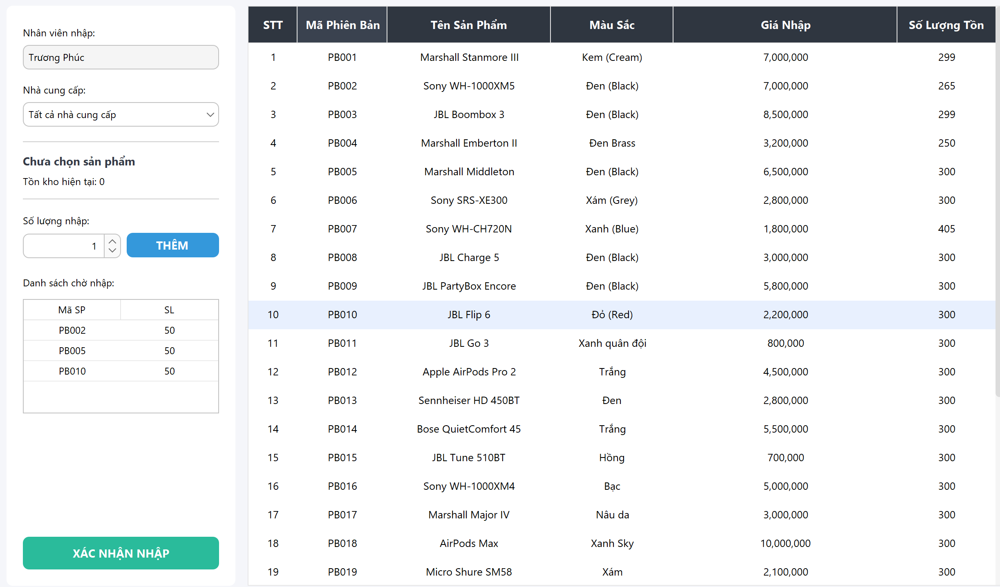 Nhân viên nhập:
Trương Phúc
Nhà cung cấp:
Tất cả nhà cung cấp
Chưa chọn sản phẩm
Tồn kho hiện tại: 0
Số lượng nhập:
1 THÊM
Danh sách chờ nhập:
Mã SP SL
PB002 50
PB005 50
PB010 50
XÁC NHẬN NHẬP
STT Mã Phiên Bản Tên Sản Phẩm Màu Sắc Giá Nhập Số Lượng Tồn
1 PB001 Marshall Stanmore III Kem (Cream) 7,000,000 299
2 PB002 Sony WH-1000XM5 Đen (Black) 7,000,000 265
3 PB003 JBL Boombox 3 Đen (Black) 8,500,000 299
4 PB004 Marshall Emberton II Đen Brass 3,200,000 250
5 PB005 Marshall Middleton Đen (Black) 6,500,000 300
6 PB006 Sony SRS-XE300 Xám (Grey) 2,800,000 300
7 PB007 Sony WH-CH720N Xanh (Blue) 1,800,000 405
8 PB008 JBL Charge 5 Đen (Black) 3,000,000 300
9 PB009 JBL PartyBox Encore Đen (Black) 5,800,000 300
10 PB010 JBL Flip 6 Đỏ (Red) 2,200,000 300
11 PB011 JBL Go 3 Xanh quân đội 800,000 300
12 PB012 Apple AirPods Pro 2 Trắng 4,500,000 300
13 PB013 Sennheiser HD 450BT Đen 2,800,000 300
14 PB014 Bose QuietComfort 45 Trắng 5,500,000 300
15 PB015 JBL Tune 510BT Hồng 700,000 300
16 PB016 Sony WH-1000XM4 Bạc 5,000,000 300
17 PB017 Marshall Major IV Nâu da 3,000,000 300
18 PB018 AirPods Max Xanh Sky 10,000,000 300
19 PB019 Micro Shure SM58 Xám 2,100,000 300